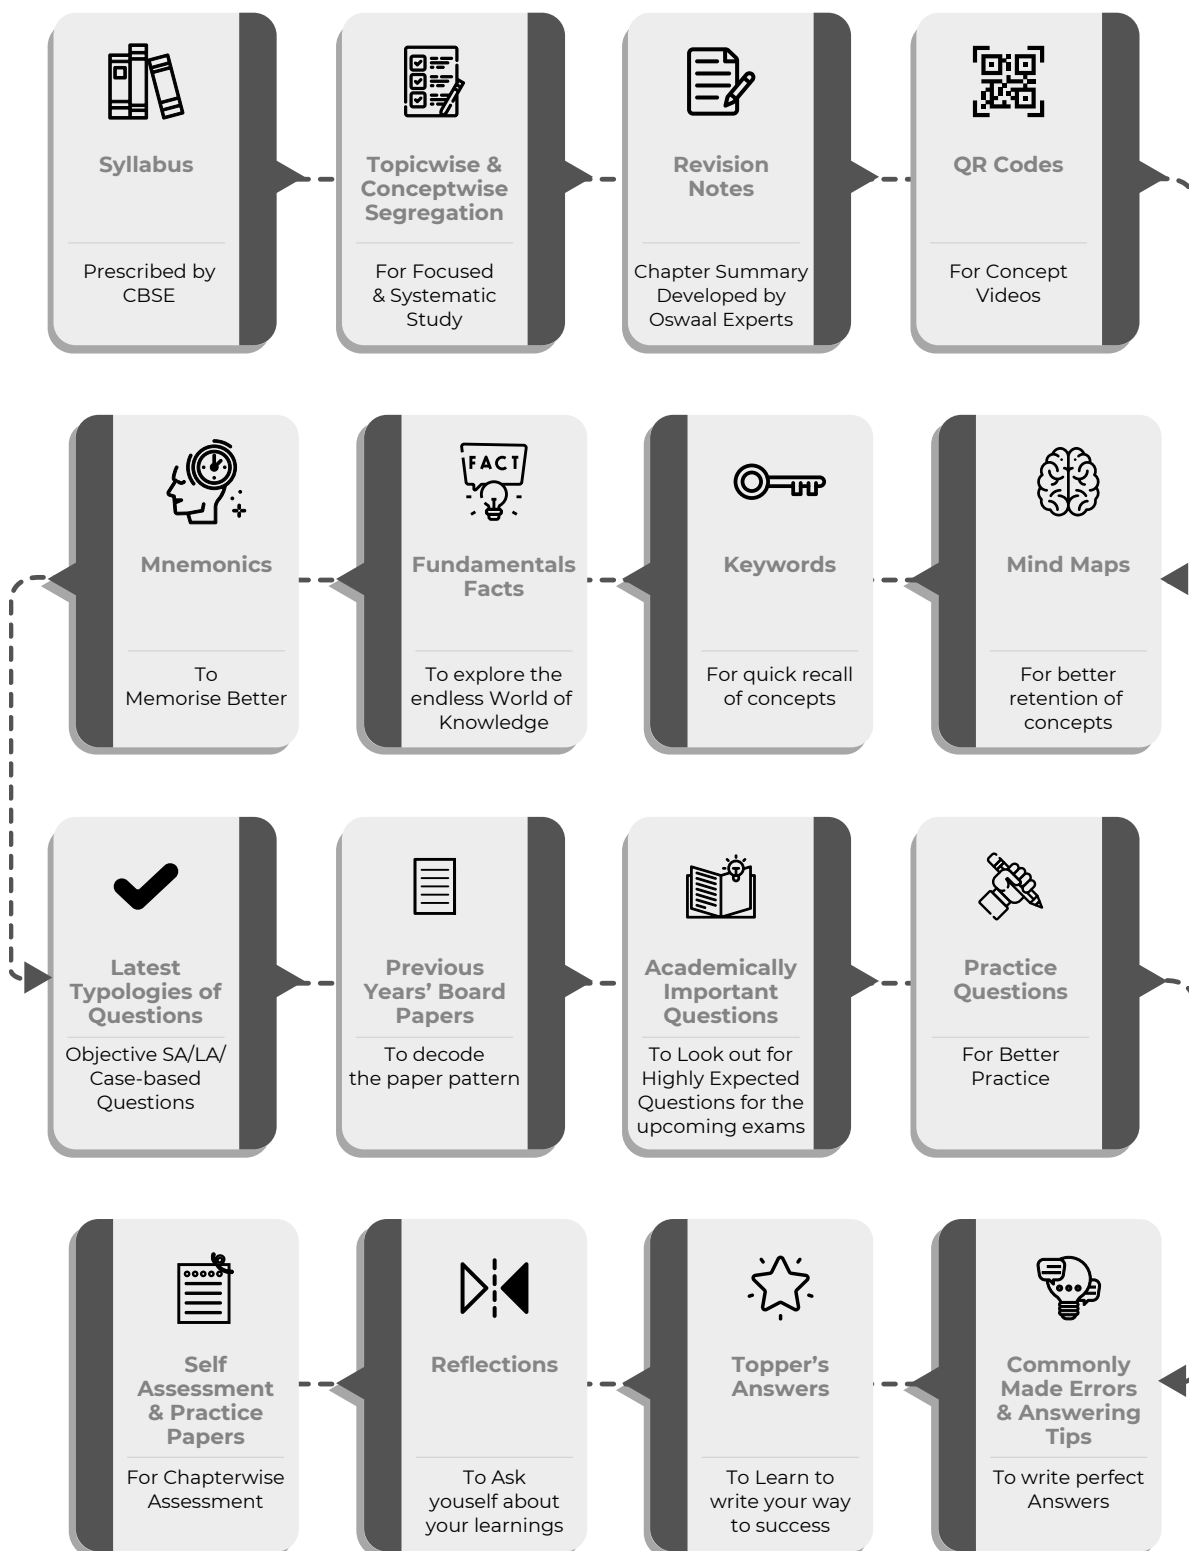 Syllabus
Prescribed by
CBSE
Topicwise &
Conceptwise
Segregation
For Focused
& Systematic
Study
Revision
Notes
Chapter Summary
Developed by
Oswaal Experts
QR Codes
For Concept
Videos
Mind Maps
For better
retention of
concepts
Keywords
For quick recall
of concepts
FACT
Fundamentals
Facts
To explore the
endless World of
Knowledge
Mnemonics
To
Memorise Better
Latest
Typologies of
Questions
Objective SA/LA/
Case-based
Questions
Previous
Years’ Board
Papers
To decode
the paper pattern
Academically
Important
Questions
To Look out for
Highly Expected
Questions for the
upcoming exams
Practice
Questions
For Better
Practice
Commonly
Made Errors
& Answering
Tips
To write perfect
Answers
Topper’s
Answers
To Learn to
write your way
to success
Reflections
To Ask
youself about
your learnings
Self
Assessment
& Practice
Papers
For Chapterwise
Assessment